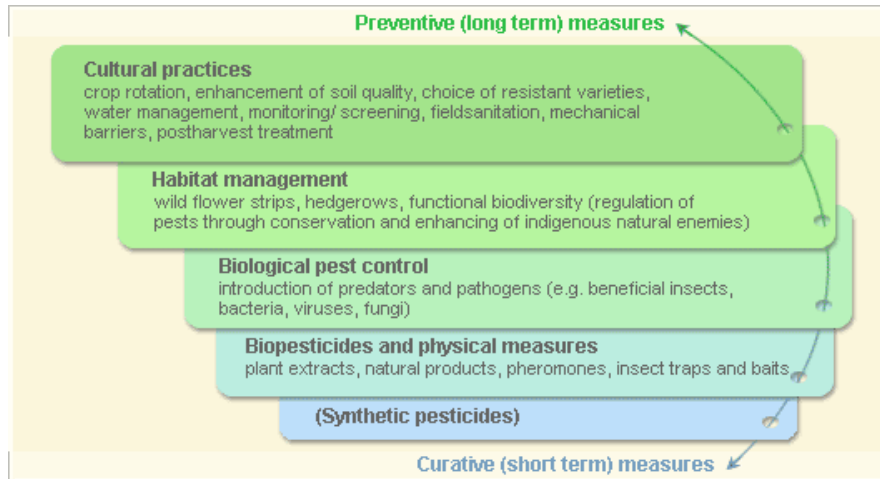 Preventive (long term) measures
Cultural practices
crop rotation, enhancement of soil quality, choice of resistant varieties,
water management, monitoring/ screening, fieldsanitation, mechanical
barriers, postharvest treatment
Habitat management
wild flower strips, hedgerows, functional biodiversity (regulation of
pests through conservation and enhancing of indigenous natural enemies)
Biological pest control
introduction of predators and pathogens (e.g. beneficial insects,
bacteria, viruses, fungi)
Biopesticides and physical measures
plant extracts, natural products, pheromones, insect traps and baits
(Synthetic pesticides)
Curative (short term) measures